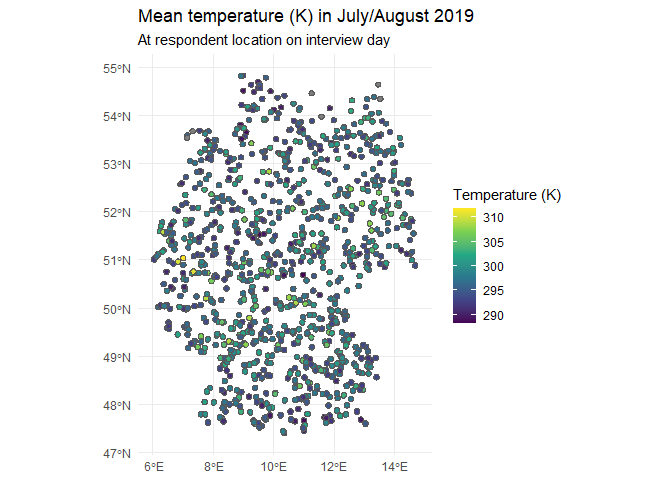 Mean temperature (K) in July/August 2019
At respondent location on interview day
55°N
54°N
53°N
52°N
51°N
50°N
49°N
48°N
47°N
6°E 8°E 10°E 12°E 14°E
Temperature (K)
310
305
300
295
290